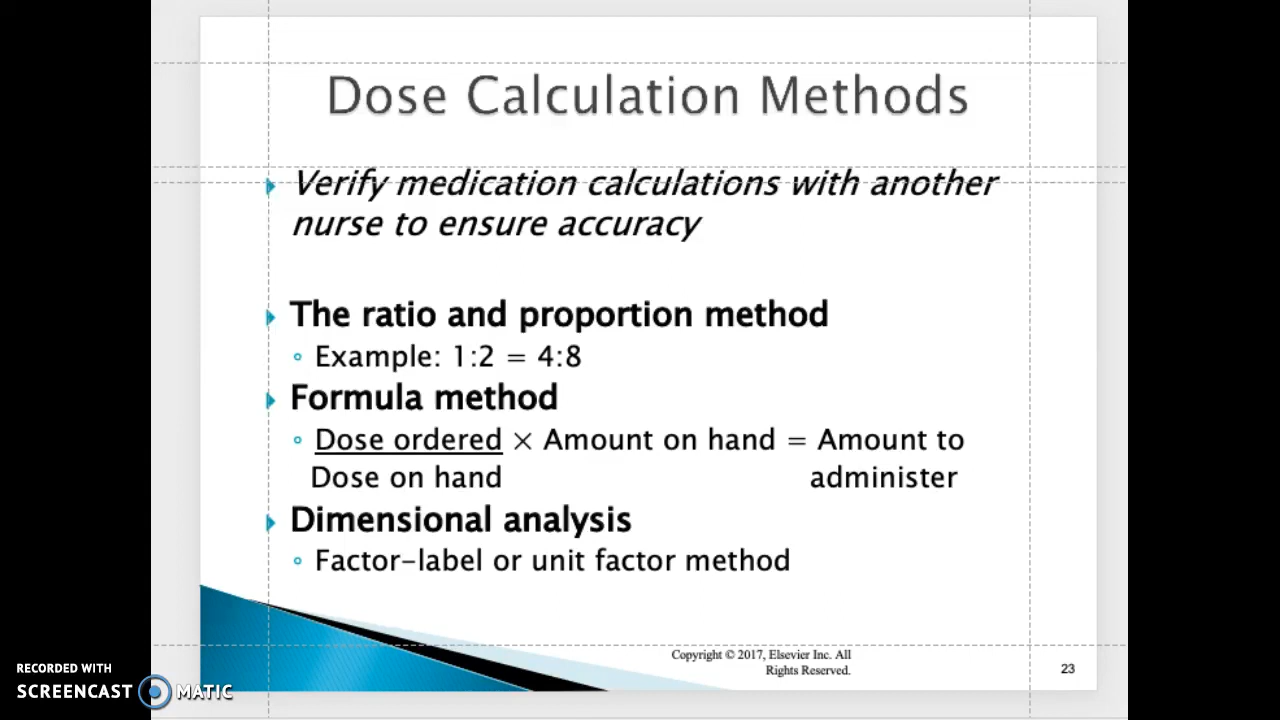 Dose Calculation Methods
Verify medication calculations with another
nurse to ensure accuracy
The ratio and proportion method
Example: 1:2 = 4:8
Formula method
Dose ordered × Amount on hand = Amount to
Dose on hand administer
Dimensional analysis
Factor-label or unit factor method
Copyright © 2017, Elsevier Inc. All
Rights Reserved.
23
RECORDED WITH
SCREENCAST MATIC